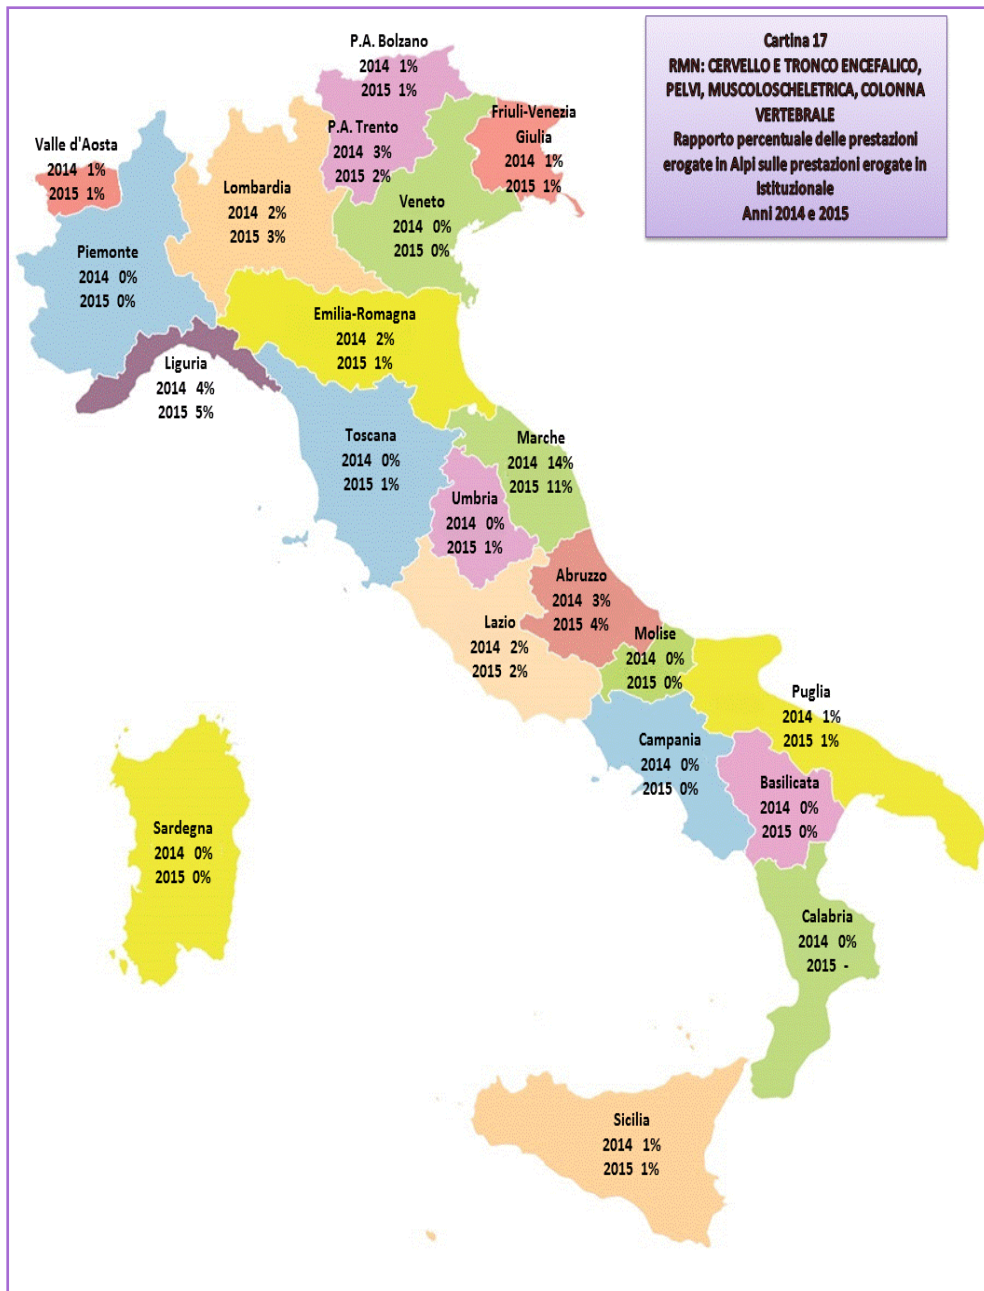 Cartina 17
RMN: CERVELLO E TRONCO ENCEFALICO,
PELVI, MUSCOLOSCHELETRICA, COLONNA
VERTEBRALE
Rapporto percentuale delle prestazioni
erogate in Alpi sulle prestazioni erogate in
Istituzionale
Anni 2014 e 2015
P.A. Bolzano
2014 1%
2015 1%
P.A. Trento
2014 3%
2015 2%
Friuli-Venezia
Giulia
2014 1%
2015 1%
Valle d'Aosta
2014 1%
2015 1%
Lombardia
2014 2%
2015 3%
Veneto
2014 0%
2015 0%
Piemonte
2014 0%
2015 0%
Emilia-Romagna
2014 2%
2015 1%
Liguria
2014 4%
2015 5%
Toscana
2014 0%
2015 1%
Marche
2014 14%
2015 11%
Umbria
2014 0%
2015 1%
Abruzzo
2014 3%
2015 4%
Lazio
2014 2%
2015 2%
Molise
2014 0%
2015 0%
Puglia
2014 1%
2015 1%
Campania
2014 0%
2015 0%
Basilicata
2014 0%
2015 0%
Sardegna
2014 0%
2015 0%
Calabria
2014 0%
2015 -
Sicilia
2014 1%
2015 1%